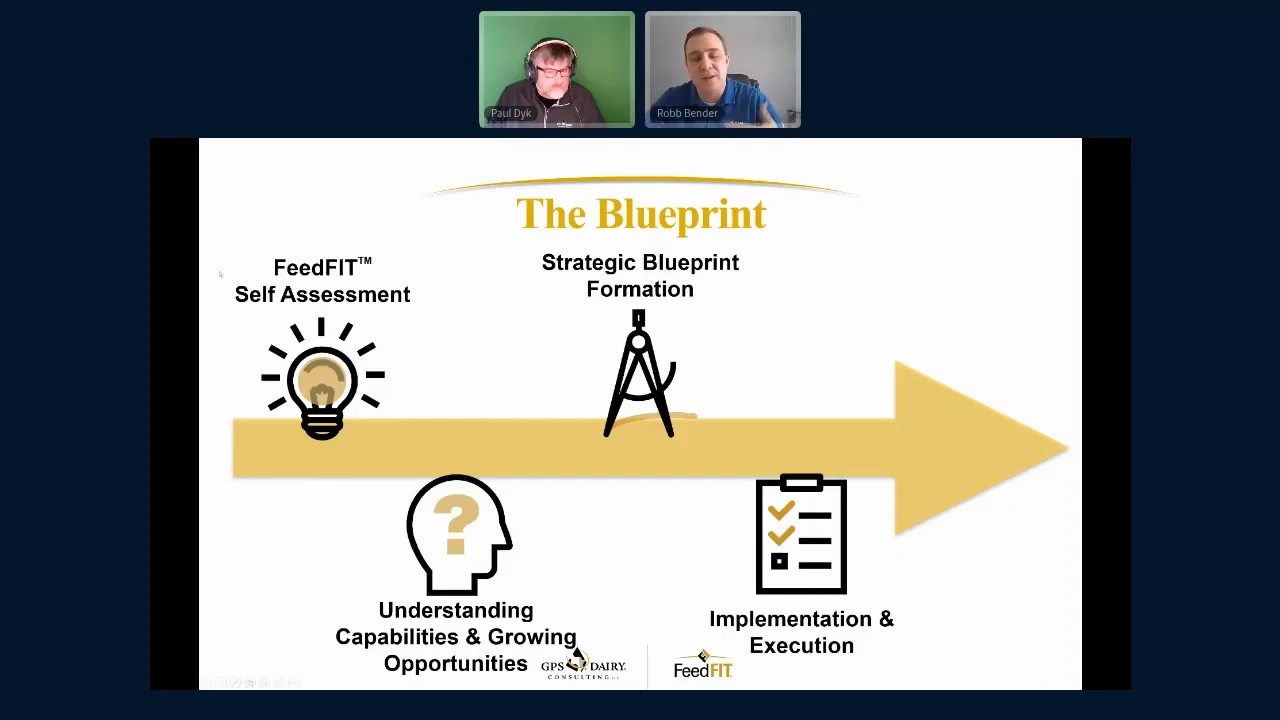 Paul Dyk
Robb Bender
The Blueprint
FeedFIT™
Self Assessment
Strategic Blueprint
Formation
Understanding
Capabilities & Growing
Opportunities
Implementation &
Execution
GPS DAIRY
CONSULTING
FeedFIT